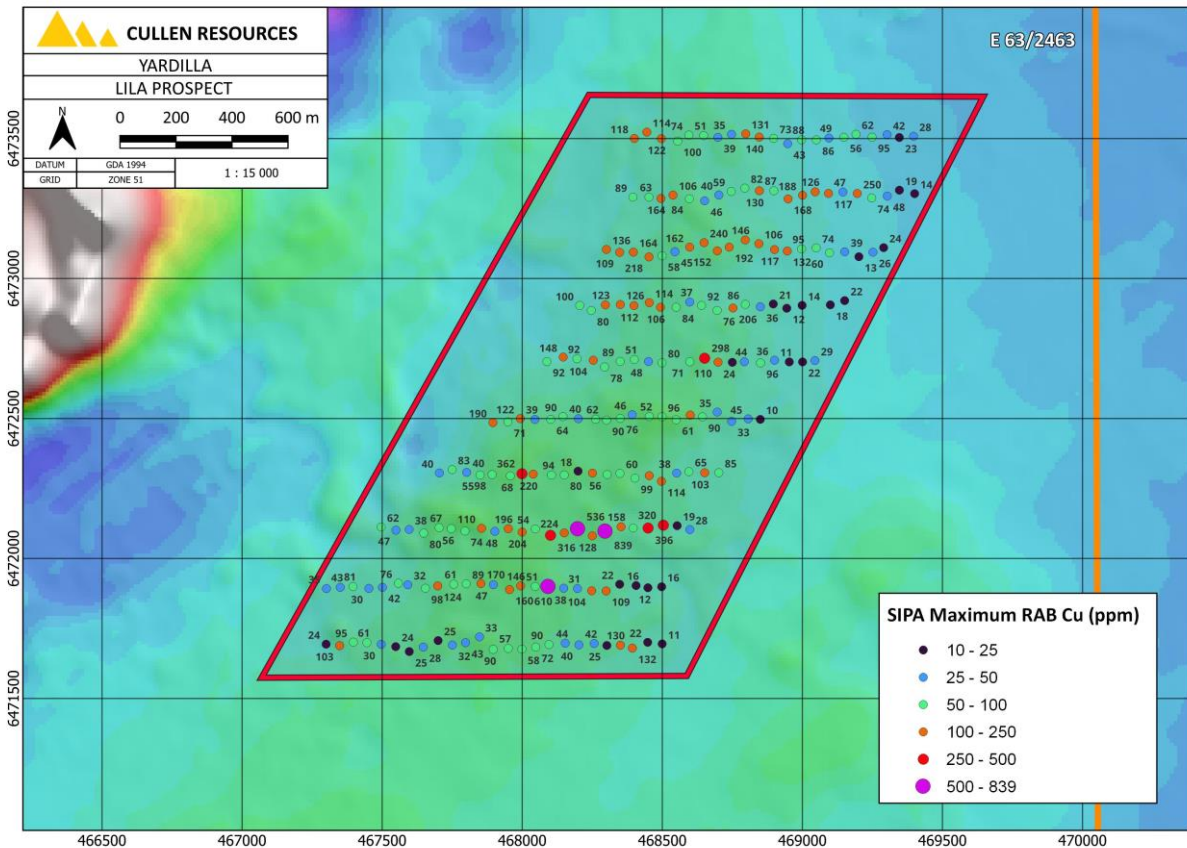 CULLEN RESOURCES
YARDILLA
LILA PROSPECT
N
0 200 400 600 m
DATUM GDA 1994
GRID ZONE 51
1 : 15 000
E 63/2463
6473500
6473000
6472500
6472000
6471500
114 74 51 35 131 73 88 49 62 42 28
118 122 100 39 140 43 86 56 95 23
89 63 106 40 59 82 87 188 126 47 250 19 14
164 84 46 130 168 117 74 48
136 164 162 240 146 106 95 74 39 24
109 218 58 45 152 192 117 132 60 13 26
100 123 126 114 37 92 86 21 14 22
80 112 106 84 76 206 36 12 18
148 92 89 51 80 298 44 36 11 29
92 104 78 48 71 110 24 96 22
190 122 39 90 40 62 46 52 96 35 45 10
71 64 90 76 61 90 33
40 83 40 362 94 18 60 38 65 85
55 98 68 220 80 56 99 114 103
62 38 67 110 196 54 224 536 158 320 19 28
47 80 56 74 48 204 316 128 839 396
43 81 76 32 61 89 170 146 51 31 22 16 16
30 42 98 124 47 160 610 38 104 109 12
24 95 61 24 25 33 57 90 44 42 130 22 11
103 30 25 28 32 43 90 58 72 40 25 132
SIPA Maximum RAB Cu (ppm)
10 - 25
25 - 50
50 - 100
100 - 250
250 - 500
500 - 839
466500 467000 467500 468000 468500 469000 469500 470000